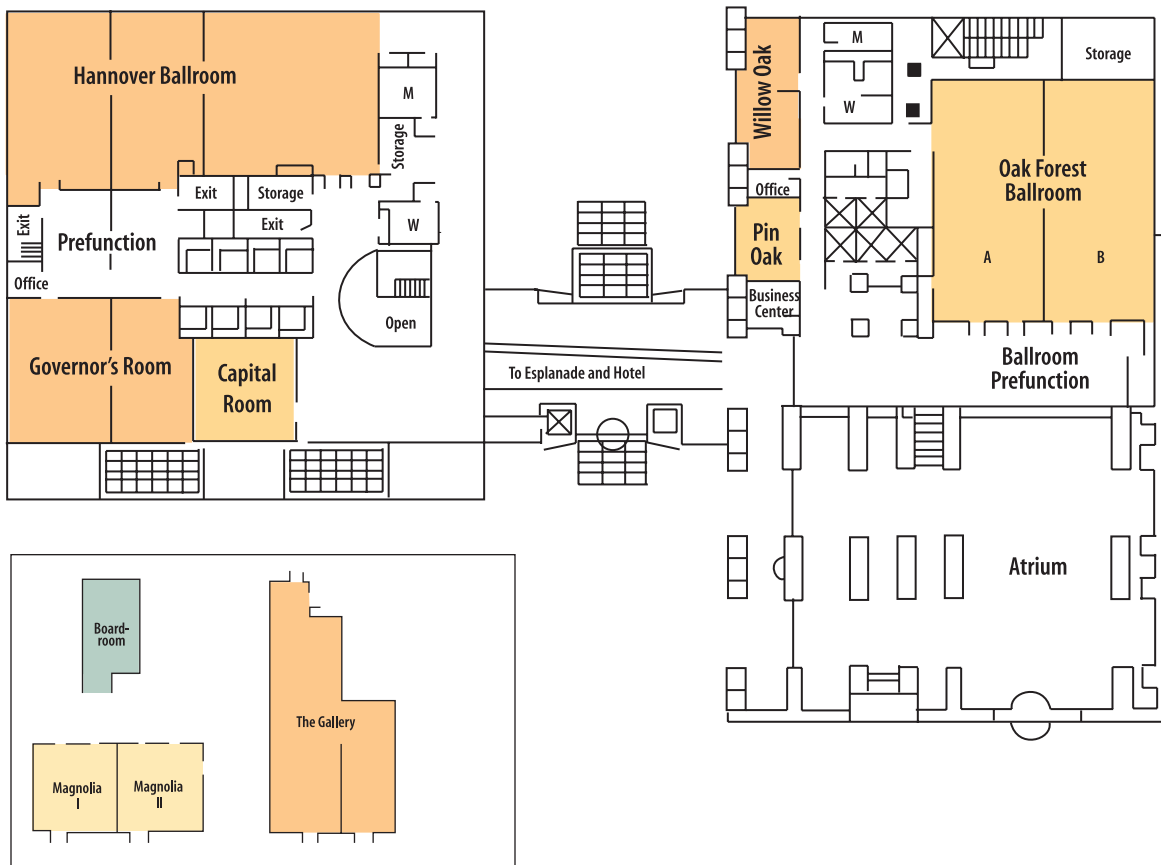 Hannover Ballroom
M
Storage
Exit
Storage
Exit
W
Exit
Prefunction
Office
Open
Governor's Room
Capital
Room
To Esplanade and Hotel
Willow Oak
M
W
Storage
Office
Pin
Oak
Business
Center
Oak Forest
Ballroom
A
B
Ballroom
Prefunction
Atrium
Board-
room
The Gallery
Magnolia
I
Magnolia
II